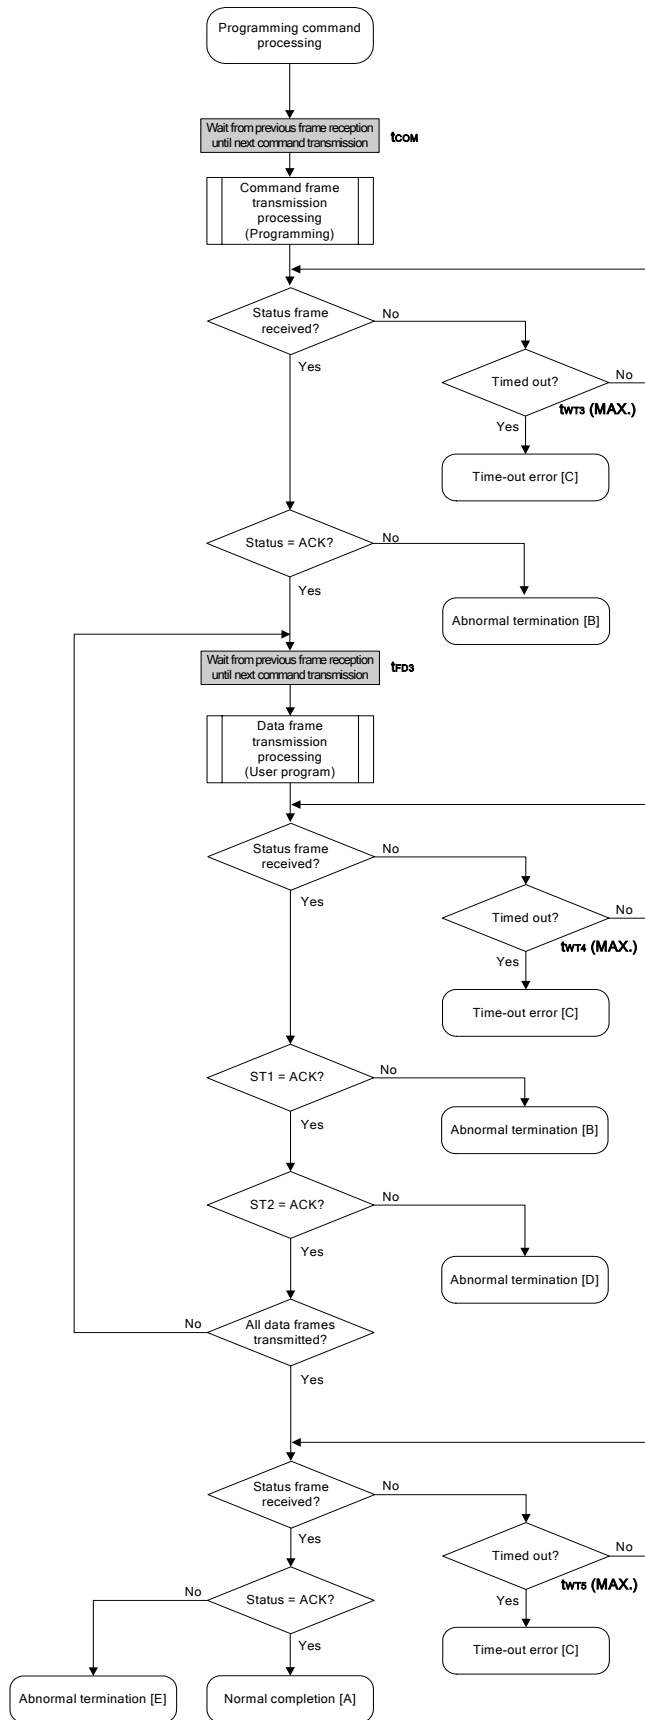 Programming command
processing
Wait from previous frame reception
until next command transmission
tCOM
Command frame
transmission
processing
(Programming)
Status frame
received?
No
Yes
Timed out?
No
tWT3 (MAX.)
Yes
Time-out error [C]
Status = ACK?
No
Yes
Abnormal termination [B]
Wait from previous frame reception
until next command transmission
tFD3
Data frame
transmission
processing
(User program)
Status frame
received?
No
Yes
Timed out?
No
tWT4 (MAX.)
Yes
Time-out error [C]
ST1 = ACK?
No
Yes
Abnormal termination [B]
ST2 = ACK?
No
Yes
Abnormal termination [D]
No
All data frames
transmitted?
Yes
Status frame
received?
No
Yes
Timed out?
No
tWT5 (MAX.)
Yes
Time-out error [C]
No
Status = ACK?
Yes
Abnormal termination [E]
Normal completion [A]